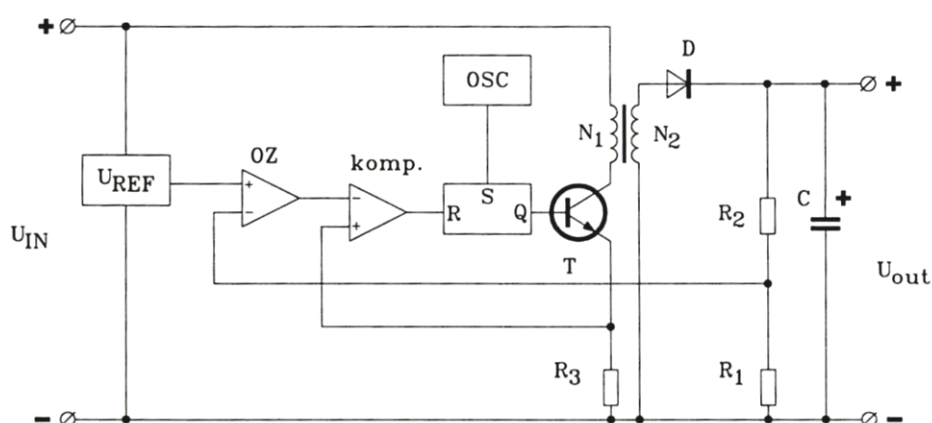 +
D
OSC
+
N1 N2
OZ
komp.
UREF
+
−
−
+
S
R Q
C +
R2
UIN
T
Uout
R3
R1
−
−